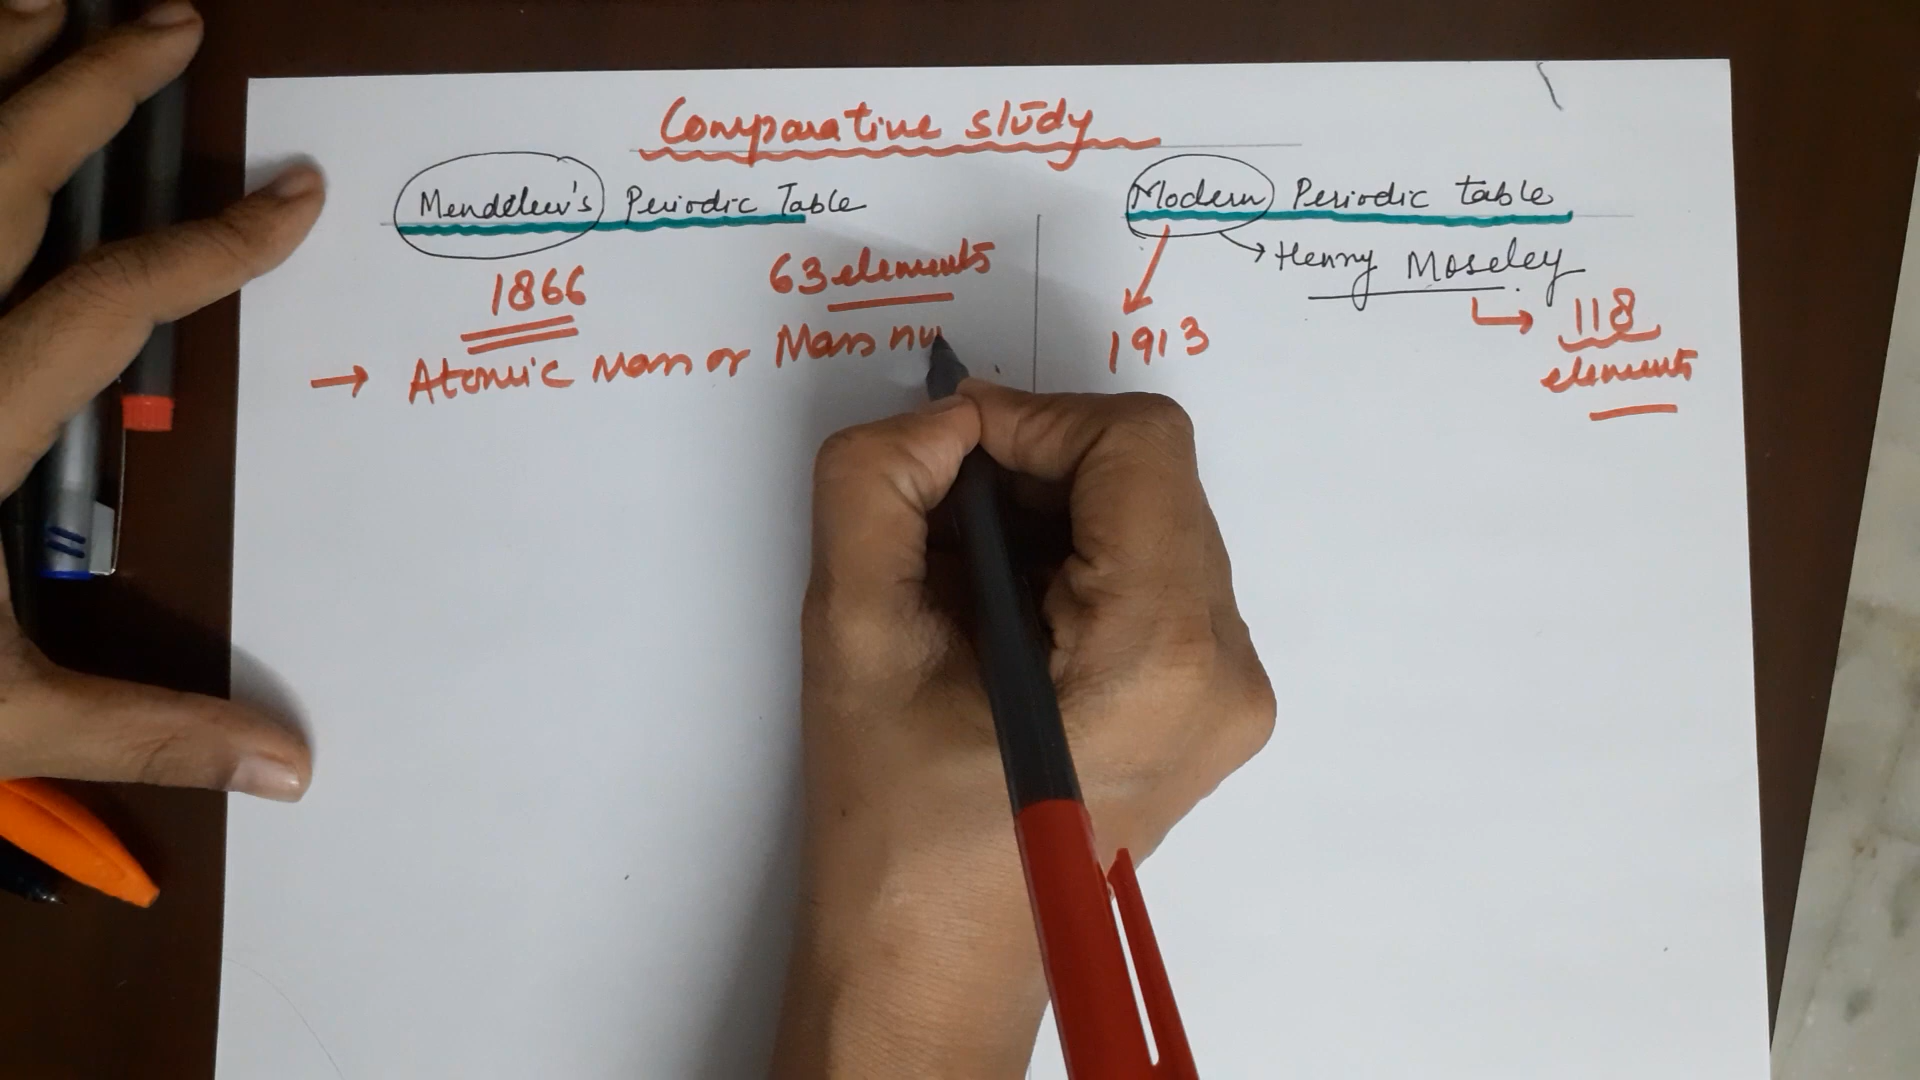 Comparative study
Mendeleev's Periodic Table
1866
63 elements
→ Atomic Mass or Mass nu
Modern Periodic table
→ Henny Moseley
1913
→ 118
elements